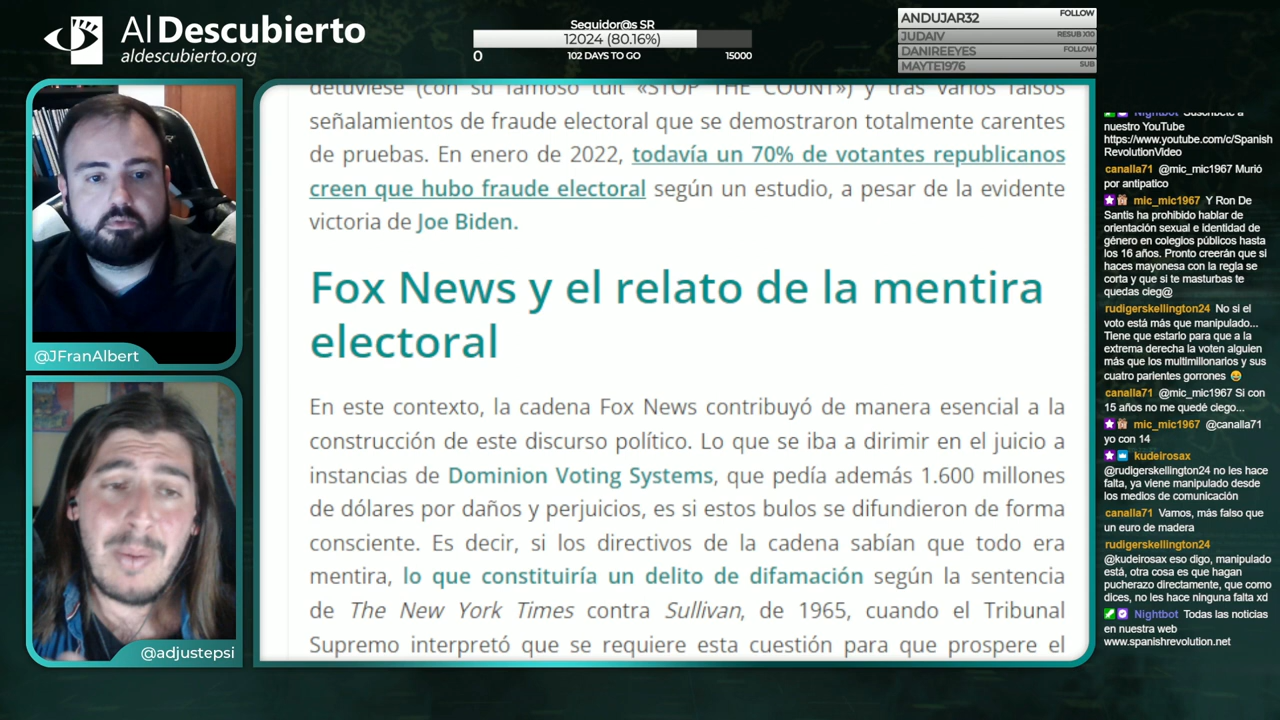 Al Descubierto
aldescubierto.org
Seguidor@s SR
12024 (80.16%)
0
102 DAYS TO GO
15000
ANDUJAR32 FOLLOW
JUDAIV RESUB X10
DANIREEYES FOLLOW
MAYTE1976 SUB
@JFranAlbert
@adjustepsi
detuviese (con su famoso tuit «STOP THE COUNT») y tras varios falsos
señalamientos de fraude electoral que se demostraron totalmente carentes
de pruebas. En enero de 2022, todavía un 70% de votantes republicanos
creen que hubo fraude electoral según un estudio, a pesar de la evidente
victoria de Joe Biden.
Fox News y el relato de la mentira
electoral
En este contexto, la cadena Fox News contribuyó de manera esencial a la
construcción de este discurso político. Lo que se iba a dirimir en el juicio a
instancias de Dominion Voting Systems, que pedía además 1.600 millones
de dólares por daños y perjuicios, es si estos bulos se difundieron de forma
consciente. Es decir, si los directivos de la cadena sabían que todo era
mentira, lo que constituiría un delito de difamación según la sentencia
de The New York Times contra Sullivan, de 1965, cuando el Tribunal
Supremo interpretó que se requiere esta cuestión para que prospere el
Nightbot Suscríbete a
nuestro YouTube
https://www.youtube.com/c/Spanish
RevolutionVideo
canalla71 @mic_mic1967 Murió
por antipatico
mic_mic1967 Y Ron De
Santis ha prohibido hablar de
orientación sexual e identidad de
género en colegios públicos hasta
los 16 años. Pronto creerán que si
haces mayonesa con la regla se
corta y que si te masturbas te
quedas cieg@
rudigerskellington24 No si el
voto está más que manipulado...
Tiene que estarlo para que a la
extrema derecha la voten alguien
más que los multimillonarios y sus
cuatro parientes gorrones 😅
canalla71 @mic_mic1967 Si con
15 años no me quedé ciego...
mic_mic1967 @canalla71
yo con 14
kudeirosax
@rudigerskellington24 no les hace
falta, ya viene manipulado desde
los medios de comunicación
canalla71 Vamos, más falso que
un euro de madera
rudigerskellington24
@kudeirosax eso digo, manipulado
está, otra cosa es que hagan
pucherazo directamente, que como
dices, no les hace ninguna falta xd
Nightbot Todas las noticias
en nuestra web
www.spanishrevolution.net